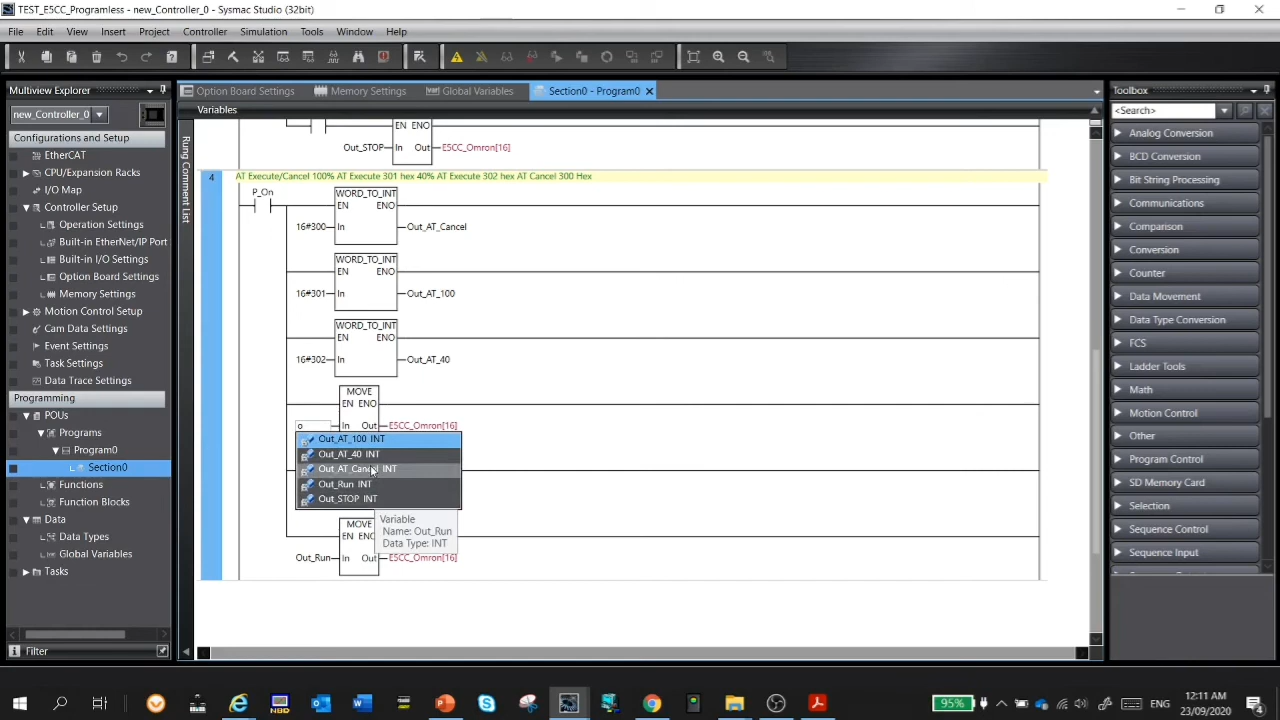 TEST_E5CC_Programless - new_Controller_0 - Sysmac Studio (32bit)
File Edit View Insert Project Controller Simulation Tools Window Help
Multiview Explorer
new_Controller_0
Configurations and Setup
EtherCAT
CPU/Expansion Racks
I/O Map
Controller Setup
Operation Settings
Built-in EtherNet/IP Port
Built-in I/O Settings
Option Board Settings
Memory Settings
Motion Control Setup
Cam Data Settings
Event Settings
Task Settings
Data Trace Settings
Programming
POUs
Programs
Program0
Section0
Functions
Function Blocks
Data
Data Types
Global Variables
Tasks
Filter
Option Board Settings Memory Settings Global Variables Section0 - Program0
Variables
Rung Comment List
EN ENO
Out_STOP In Out E5CC_Omron[16]
4 AT Execute/Cancel 100% AT Execute 301 hex 40% AT Execute 302 hex AT Cancel 300 Hex
P_On WORD_TO_INT
EN ENO
16#300 In Out_AT_Cancel
WORD_TO_INT
EN ENO
16#301 In Out_AT_100
WORD_TO_INT
EN ENO
16#302 In Out_AT_40
MOVE
EN ENO
o In Out E5CC_Omron[16]
Out_AT_100 INT
Out_AT_40 INT
Out_AT_Cancel INT
Out_Run INT
Out_STOP INT
Variable
Name: Out_Run
Data Type: INT
MOVE
EN ENO
Out_Run In Out E5CC_Omron[16]
Toolbox
<Search>
Analog Conversion
BCD Conversion
Bit String Processing
Communications
Comparison
Conversion
Counter
Data Movement
Data Type Conversion
FCS
Ladder Tools
Math
Motion Control
Other
Program Control
SD Memory Card
Selection
Sequence Control
Sequence Input
95% ENG
12:11 AM
23/09/2020